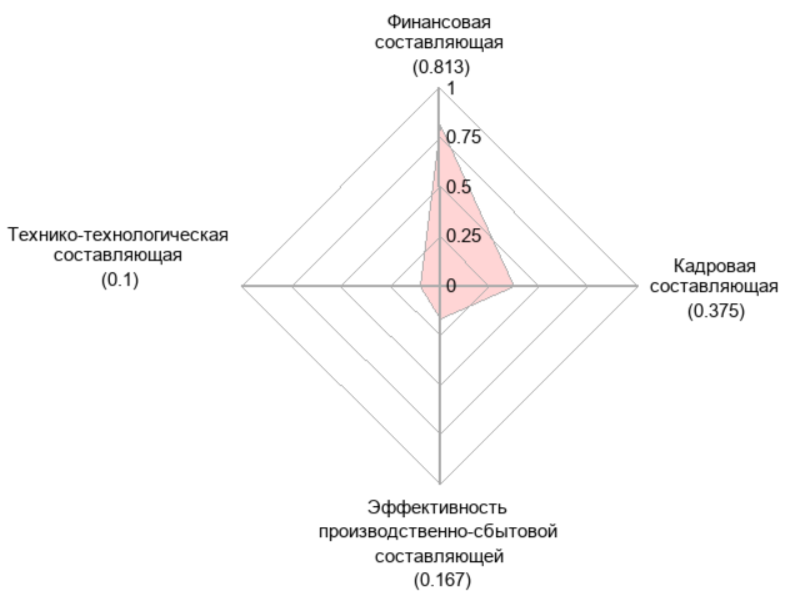 Финансовая
составляющая
(0.813)
1
0.75
0.5
0.25
0
Технико-технологическая
составляющая
(0.1)
Кадровая
составляющая
(0.375)
Эффективность
производственно-сбытовой
составляющей
(0.167)